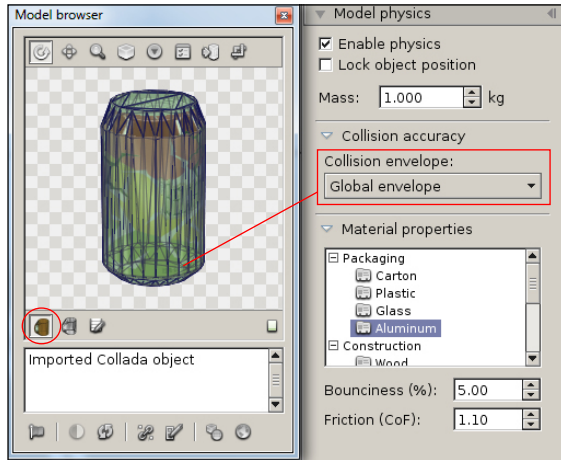 Model browser
Imported Collada object
Model physics
Enable physics
Lock object position
Mass: 1.000 kg
Collision accuracy
Collision envelope:
Global envelope
Material properties
Packaging
Carton
Plastic
Glass
Aluminum
Construction
Wood
Bounciness (%): 5.00
Friction (CoF): 1.10